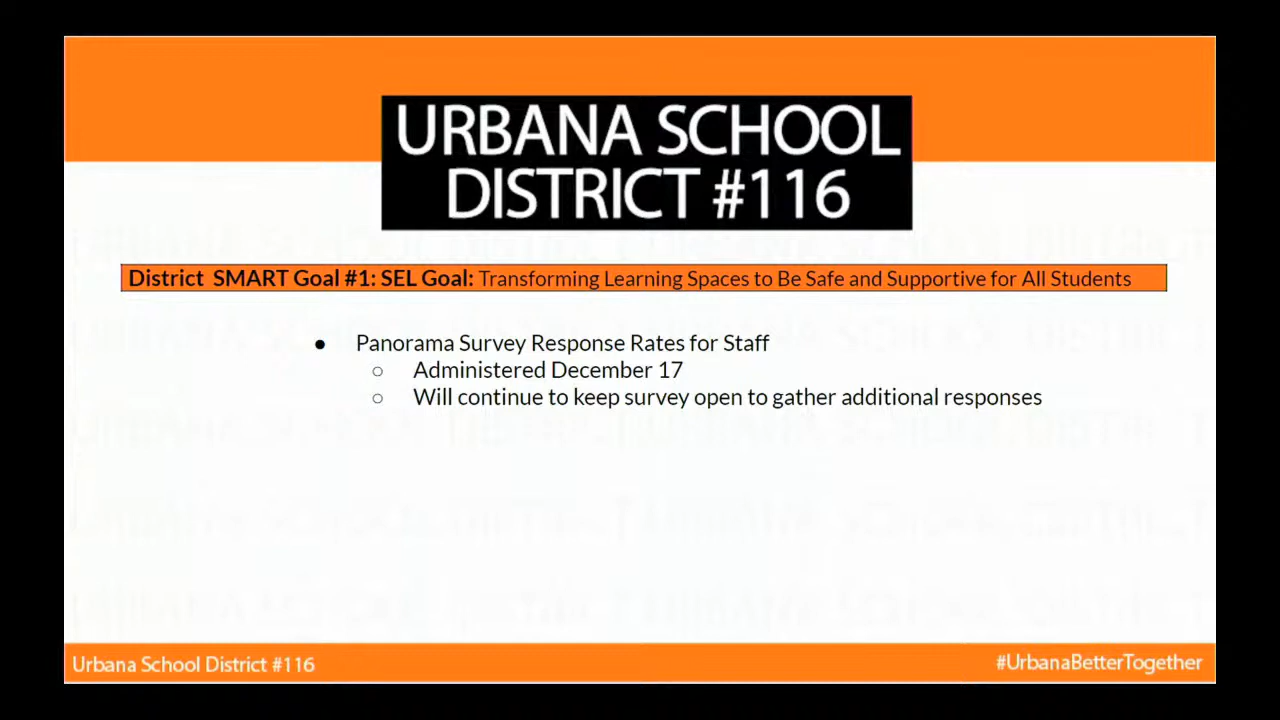 URBANA SCHOOL
DISTRICT #116
District SMART Goal #1: SEL Goal: Transforming Learning Spaces to Be Safe and Supportive for All Students
● Panorama Survey Response Rates for Staff
○ Administered December 17
○ Will continue to keep survey open to gather additional responses
Urbana School District #116
#UrbanaBetterTogether